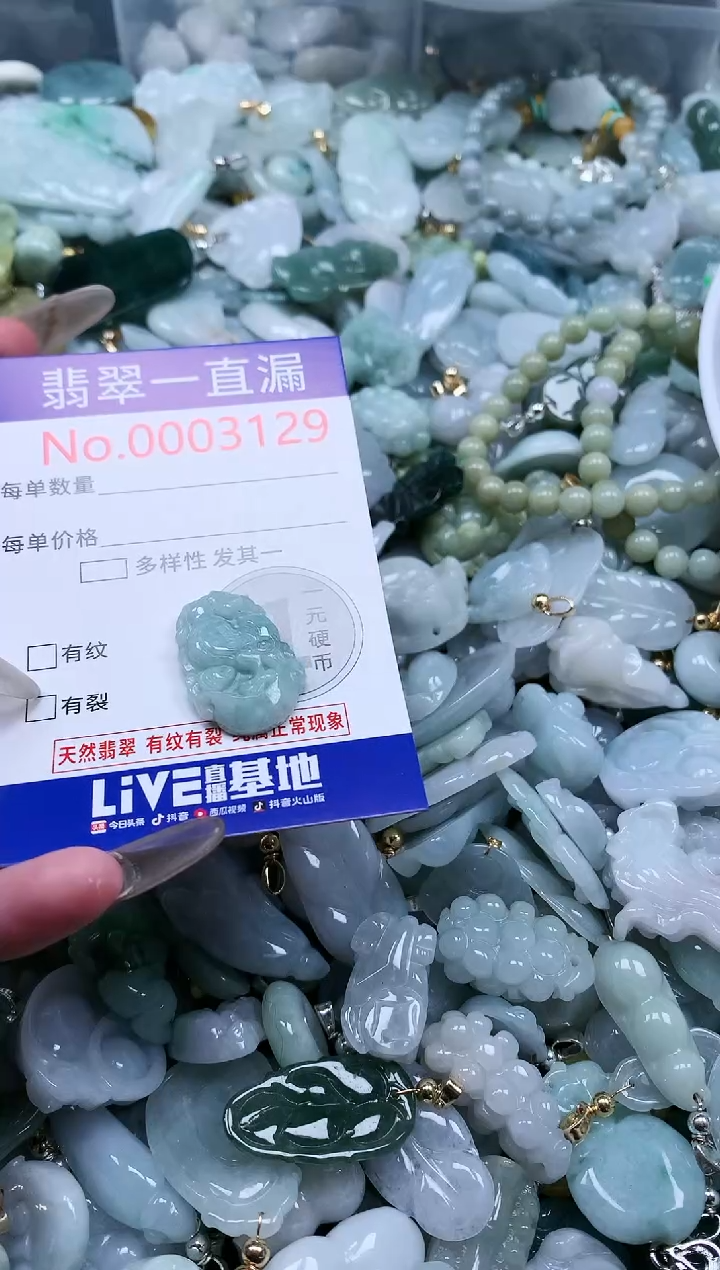 翡翠一直漏
No.0003129
每单数量
每单价格
多样性 发其一
一元硬币
有纹
有裂
天然翡翠 有纹有裂 纯属正常现象
LiVE直播基地
今日头条 抖音 西瓜视频 抖音火山版